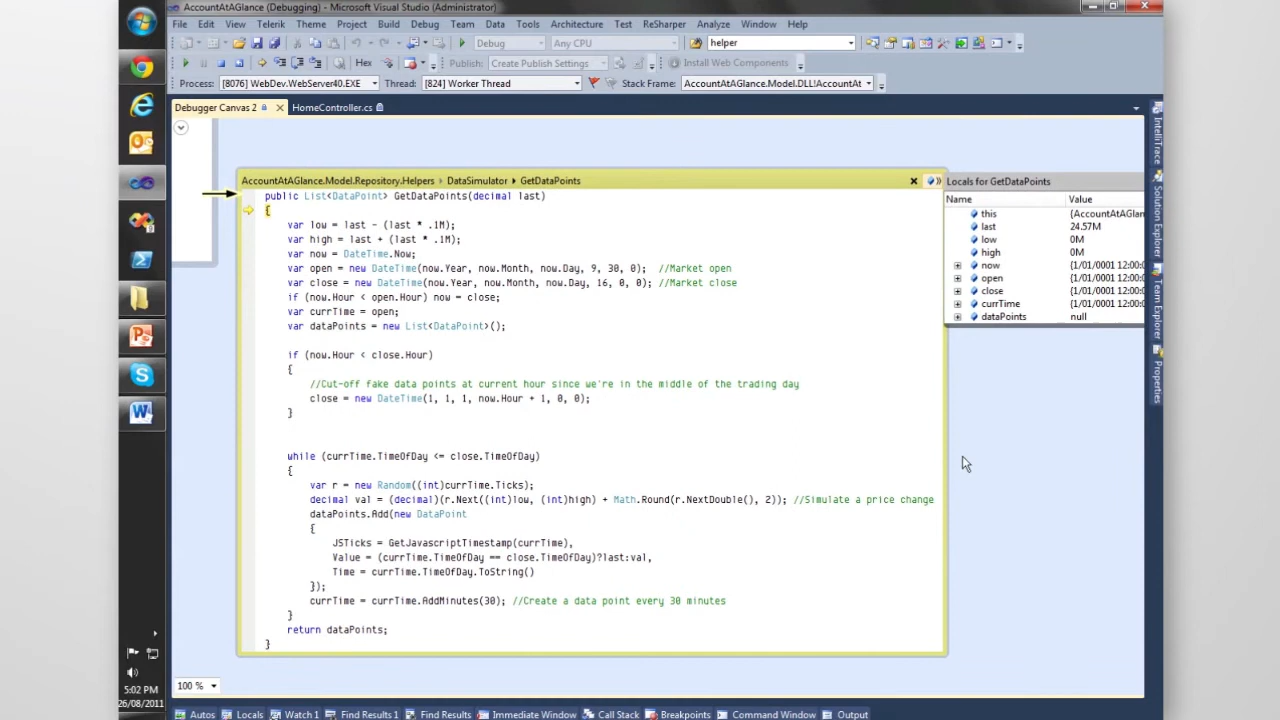 AccountAtAGlance (Debugging) - Microsoft Visual Studio (Administrator)
File Edit View Telerik Theme Project Build Debug Team Data Tools Architecture Test ReSharper Analyze Window Help
Debug Any CPU helper
Hex Publish: Create Publish Settings Install Web Components
Process: [8076] WebDev.WebServer40.EXE Thread: [824] Worker Thread Stack Frame: AccountAtAGlance.Model.DLL!AccountAt
Debugger Canvas 2 HomeController.cs
AccountAtAGlance.Model.Repository.Helpers DataSimulator GetDataPoints
public List<DataPoint> GetDataPoints(decimal last)
{
var low = last - (last * .1M);
var high = last + (last * .1M);
var now = DateTime.Now;
var open = new DateTime(now.Year, now.Month, now.Day, 9, 30, 0); //Market open
var close = new DateTime(now.Year, now.Month, now.Day, 16, 0, 0); //Market close
if (now.Hour < open.Hour) now = close;
var currTime = open;
var dataPoints = new List<DataPoint>();
if (now.Hour < close.Hour)
{
//Cut-off fake data points at current hour since we're in the middle of the trading day
close = new DateTime(1, 1, 1, now.Hour + 1, 0, 0);
}
while (currTime.TimeOfDay <= close.TimeOfDay)
{
var r = new Random((int)currTime.Ticks);
decimal val = (decimal)(r.Next((int)low, (int)high) + Math.Round(r.NextDouble(), 2)); //Simulate a price change
dataPoints.Add(new DataPoint
{
JSTicks = GetJavascriptTimestamp(currTime),
Value = (currTime.TimeOfDay == close.TimeOfDay)?last:val,
Time = currTime.TimeOfDay.ToString()
});
currTime = currTime.AddMinutes(30); //Create a data point every 30 minutes
}
return dataPoints;
}
Locals for GetDataPoints
Name Value
this {AccountAtAGlan
last 24.57M
low 0M
high 0M
now {1/01/0001 12:00:0
open {1/01/0001 12:00:0
close {1/01/0001 12:00:0
currTime {1/01/0001 12:00:0
dataPoints null
IntelliTrace
Solution Explorer
Team Explorer
Properties
100 %
5:02 PM
26/08/2011
Autos Locals Watch 1 Find Results 1 Find Results Immediate Window Call Stack Breakpoints Command Window Output